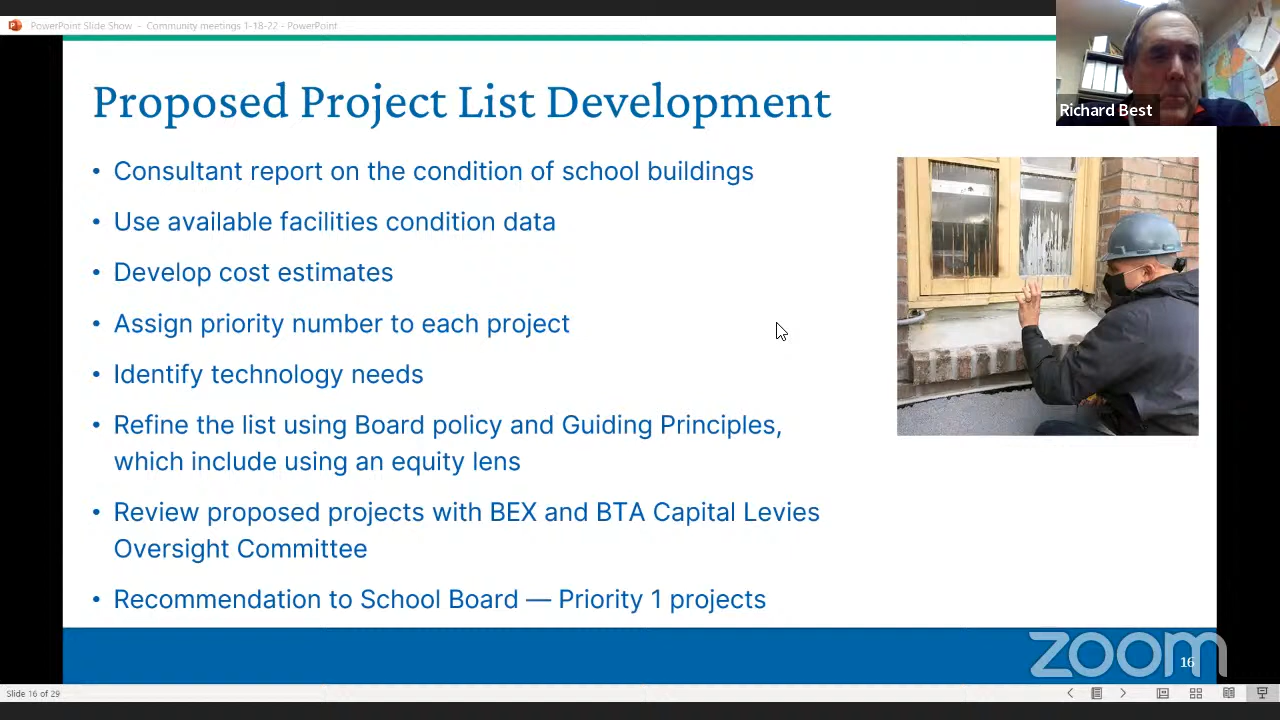 PowerPoint Slide Show - Community meetings 1-18-22 - PowerPoint
Richard Best
Proposed Project List Development
• Consultant report on the condition of school buildings
• Use available facilities condition data
• Develop cost estimates
• Assign priority number to each project
• Identify technology needs
• Refine the list using Board policy and Guiding Principles,
which include using an equity lens
• Review proposed projects with BEX and BTA Capital Levies
Oversight Committee
• Recommendation to School Board — Priority 1 projects
zoom
16
Slide 16 of 29